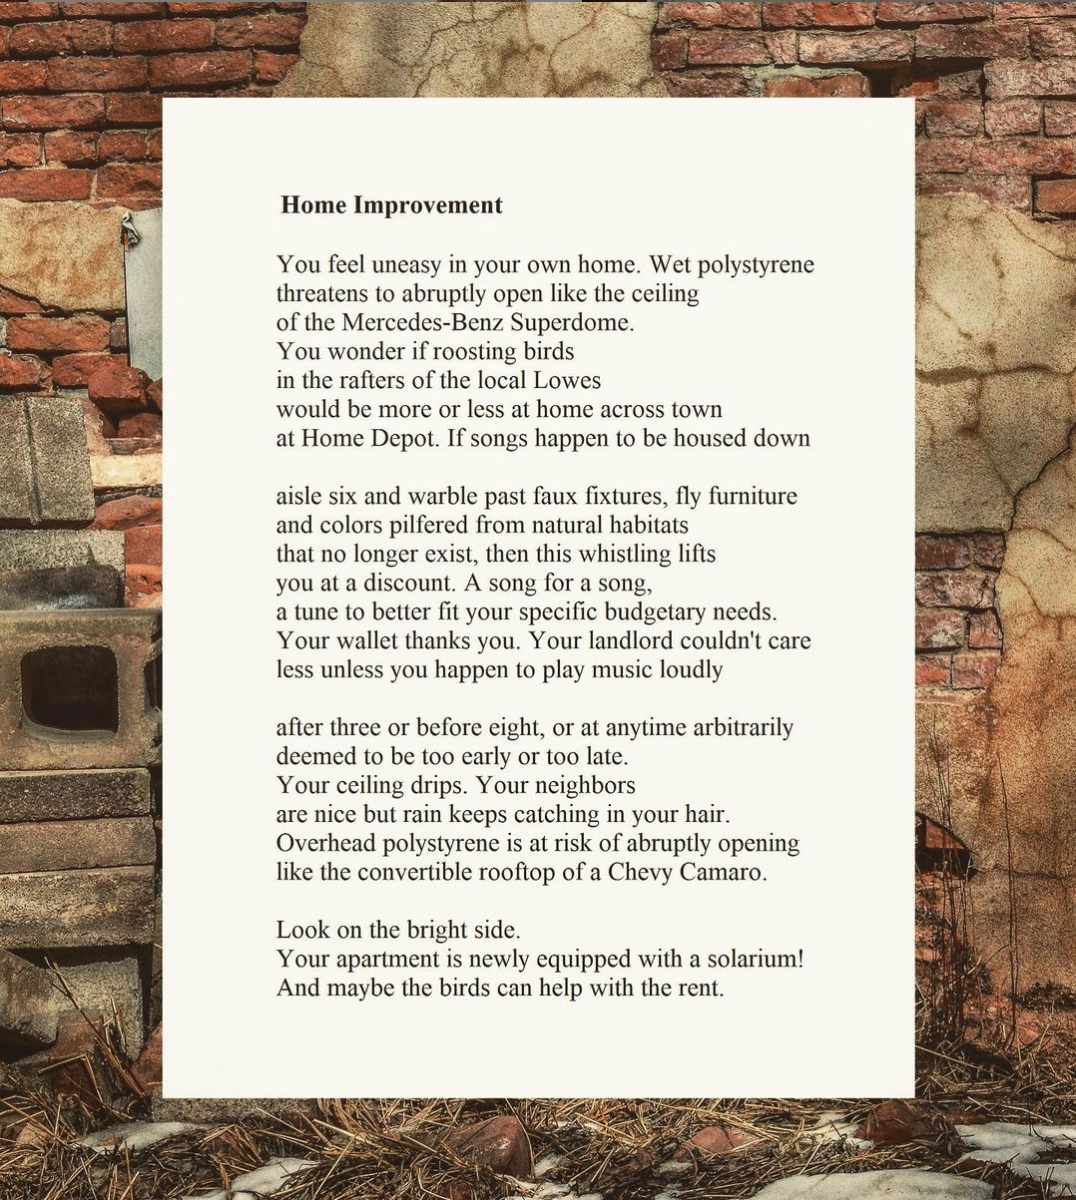 Home Improvement
You feel uneasy in your own home. Wet polystyrene
threatens to abruptly open like the ceiling
of the Mercedes-Benz Superdome.
You wonder if roosting birds
in the rafters of the local Lowes
would be more or less at home across town
at Home Depot. If songs happen to be housed down
aisle six and warble past faux fixtures, fly furniture
and colors pilfered from natural habitats
that no longer exist, then this whistling lifts
you at a discount. A song for a song,
a tune to better fit your specific budgetary needs.
Your wallet thanks you. Your landlord couldn't care
less unless you happen to play music loudly
after three or before eight, or at anytime arbitrarily
deemed to be too early or too late.
Your ceiling drips. Your neighbors
are nice but rain keeps catching in your hair.
Overhead polystyrene is at risk of abruptly opening
like the convertible rooftop of a Chevy Camaro.
Look on the bright side.
Your apartment is newly equipped with a solarium!
And maybe the birds can help with the rent.